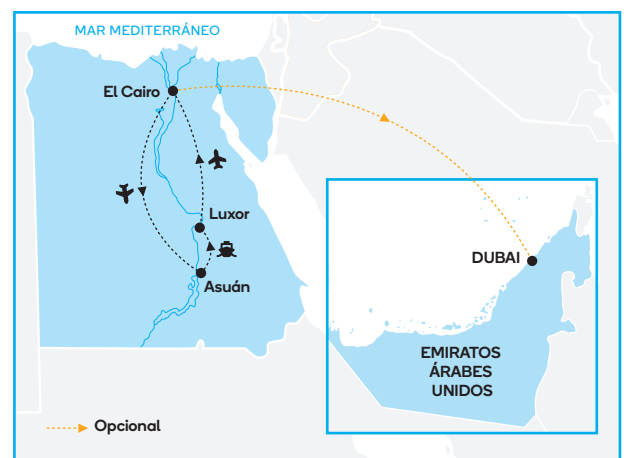 MAR MEDITERRÁNEO
El Cairo
Luxor
Asuán
DUBAI
EMIRATOS
ÁRABES
UNIDOS
Opcional